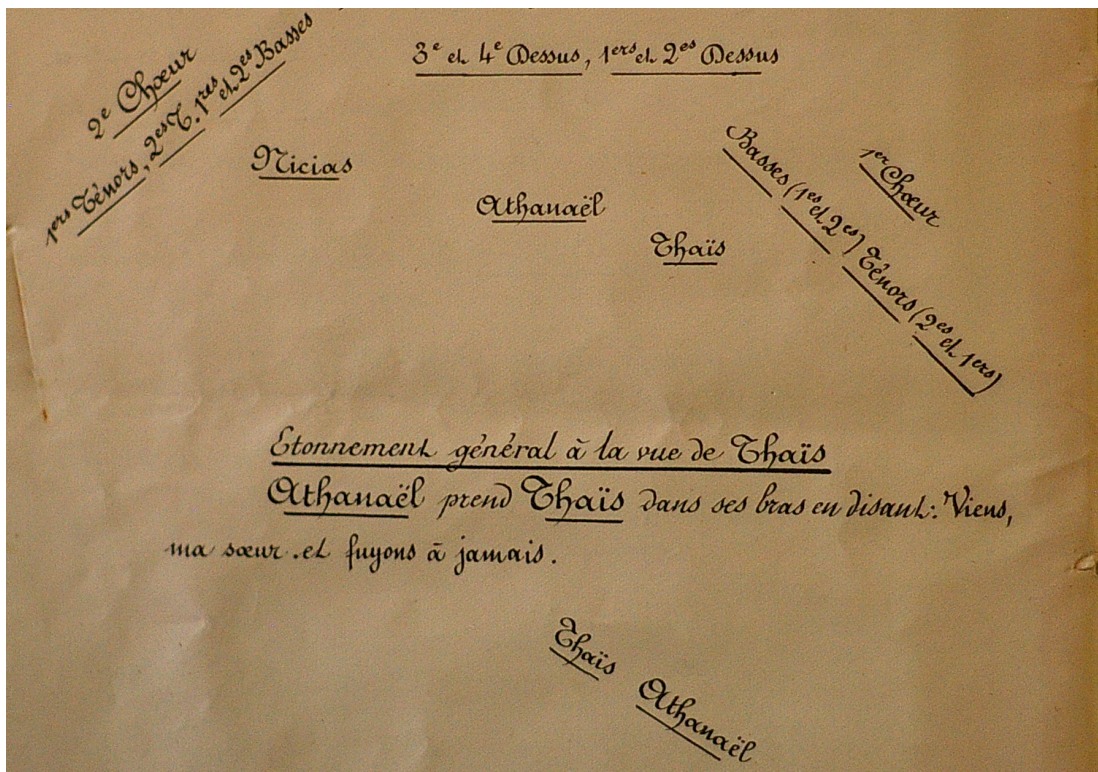 3e et 4e Dessus, 1ers et 2es Dessus
2e Chœur
1ers Ténors, 2es T. 1res et 2es Basses
Nicias
Athanaël
Thaïs
1er Chœur
Basses (1es et 2es) Ténors (2es et 1ers)
Etonnement général à la vue de Thaïs
Athanaël prend Thaïs dans ses bras en disant: Viens,
ma sœur. et fuyons à jamais.
Thaïs
Athanaël